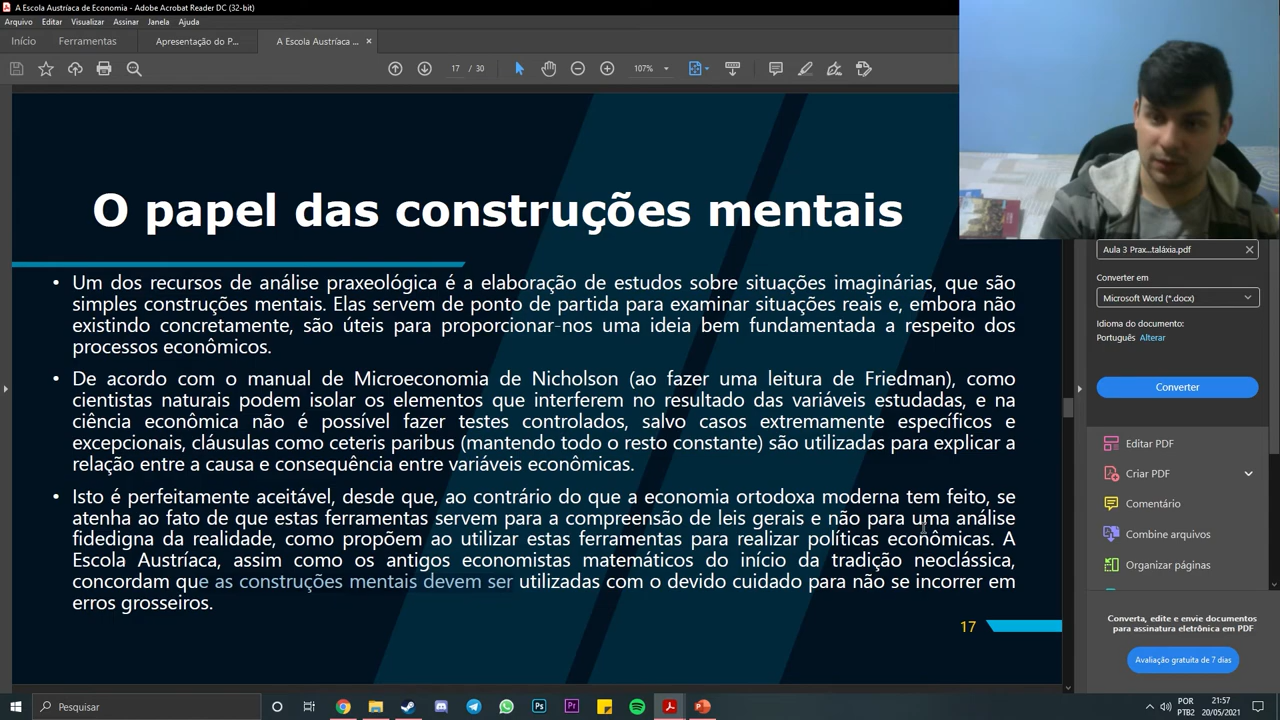 A Escola Austríaca de Economia - Adobe Acrobat Reader DC (32-bit)
Arquivo Editar Visualizar Assinar Janela Ajuda
Início Ferramentas Apresentação do P... A Escola Austríaca ... ×
17 / 30 107%
O papel das construções mentais
• Um dos recursos de análise praxeológica é a elaboração de estudos sobre situações imaginárias, que são
simples construções mentais. Elas servem de ponto de partida para examinar situações reais e, embora não
existindo concretamente, são úteis para proporcionar-nos uma ideia bem fundamentada a respeito dos
processos econômicos.
• De acordo com o manual de Microeconomia de Nicholson (ao fazer uma leitura de Friedman), como
cientistas naturais podem isolar os elementos que interferem no resultado das variáveis estudadas, e na
ciência econômica não é possível fazer testes controlados, salvo casos extremamente específicos e
excepcionais, cláusulas como ceteris paribus (mantendo todo o resto constante) são utilizadas para explicar a
relação entre a causa e consequência entre variáveis econômicas.
• Isto é perfeitamente aceitável, desde que, ao contrário do que a economia ortodoxa moderna tem feito, se
atenha ao fato de que estas ferramentas servem para a compreensão de leis gerais e não para uma análise
fidedigna da realidade, como propõem ao utilizar estas ferramentas para realizar políticas econômicas. A
Escola Austríaca, assim como os antigos economistas matemáticos do início da tradição neoclássica,
concordam que as construções mentais devem ser utilizadas com o devido cuidado para não se incorrer em
erros grosseiros.
17
Aula 3 Prax...taláxia.pdf
Converter em
Microsoft Word (*.docx)
Idioma do documento:
Português Alterar
Converter
Editar PDF
Criar PDF
Comentário
Combine arquivos
Organizar páginas
Converta, edite e envie documentos
para assinatura eletrônica em PDF
Avaliação gratuita de 7 dias
Pesquisar
Ps
Pr
POR
PTB2
21:57
20/05/2021